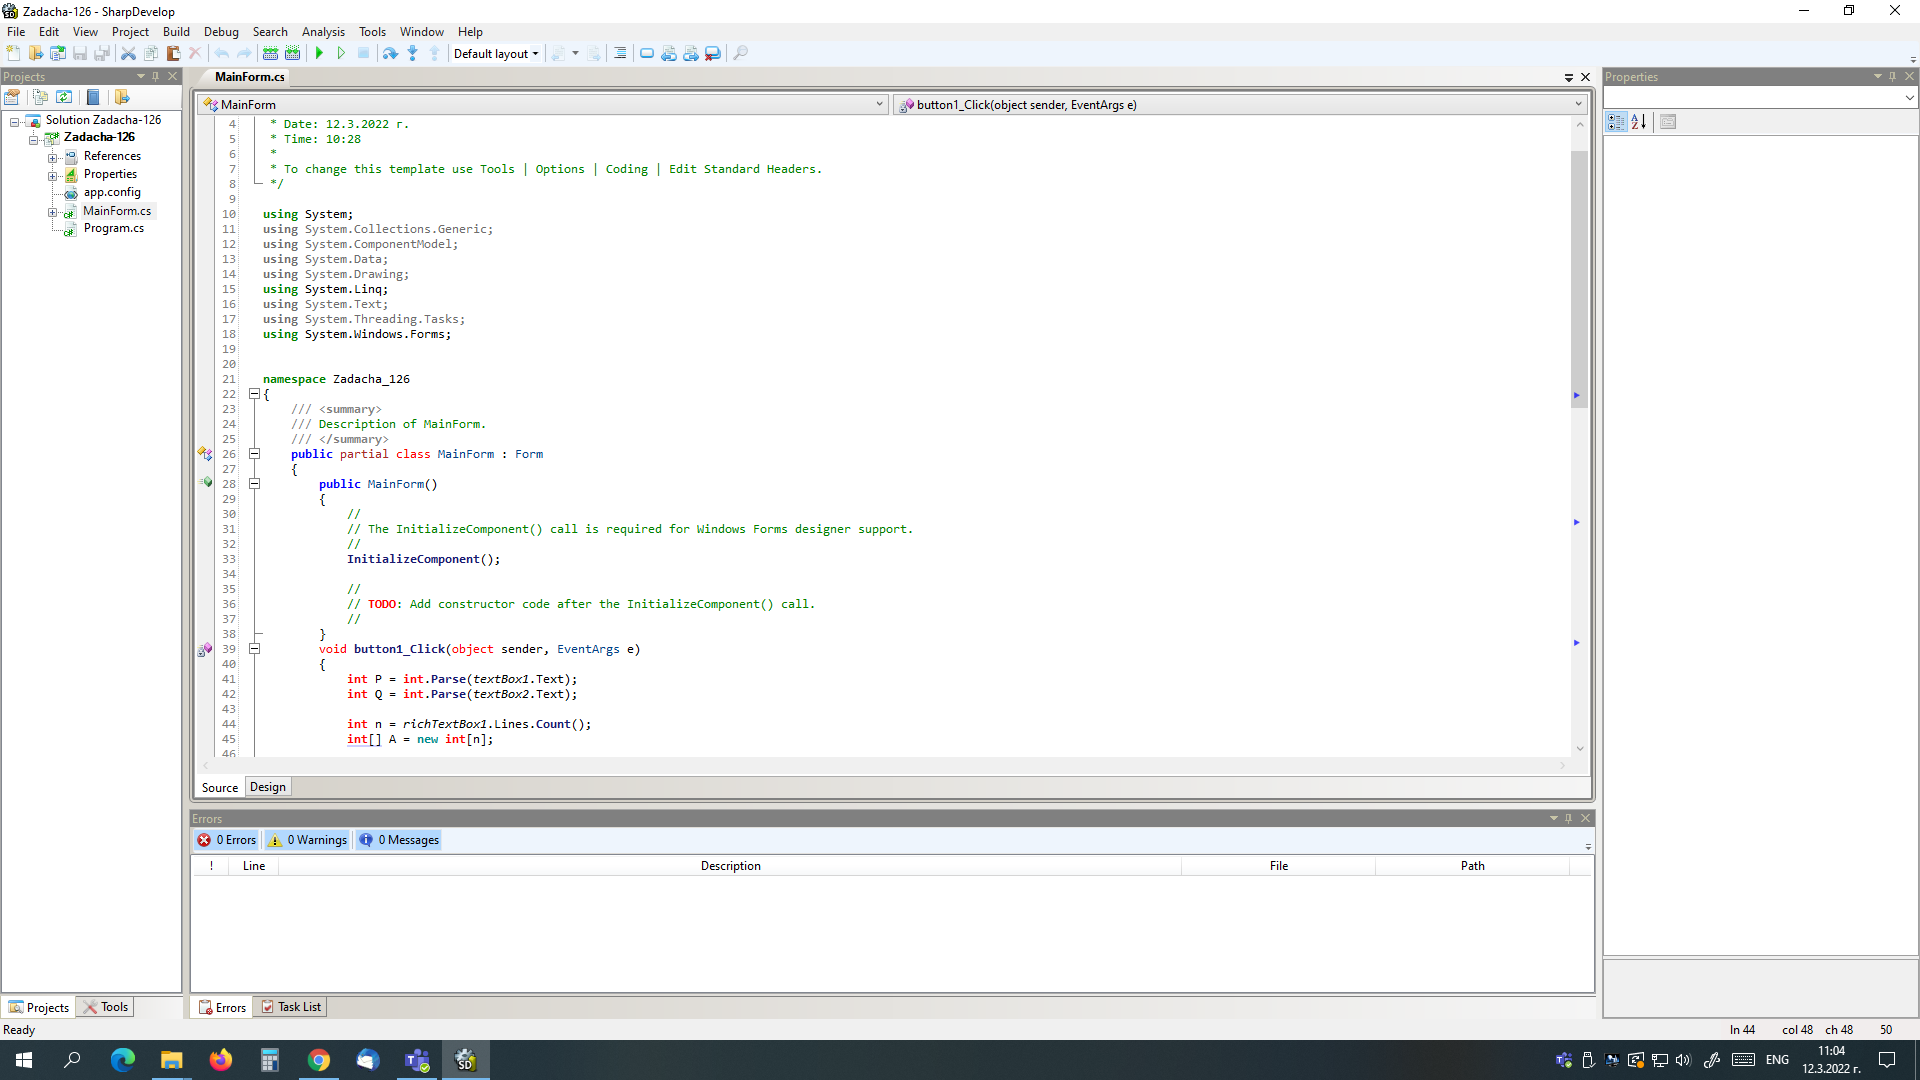 Zadacha-126 - SharpDevelop
File Edit View Project Build Debug Search Analysis Tools Window Help
Default layout
Projects
Solution Zadacha-126
Zadacha-126
References
Properties
app.config
MainForm.cs
Program.cs
MainForm.cs
MainForm
button1_Click(object sender, EventArgs e)
4 * Date: 12.3.2022 г.
5 * Time: 10:28
6 *
7 * To change this template use Tools | Options | Coding | Edit Standard Headers.
8 */
9
10 using System;
11 using System.Collections.Generic;
12 using System.ComponentModel;
13 using System.Data;
14 using System.Drawing;
15 using System.Linq;
16 using System.Text;
17 using System.Threading.Tasks;
18 using System.Windows.Forms;
19
20
21 namespace Zadacha_126
22 {
23 /// <summary>
24 /// Description of MainForm.
25 /// </summary>
26 public partial class MainForm : Form
27 {
28 public MainForm()
29 {
30 //
31 // The InitializeComponent() call is required for Windows Forms designer support.
32 //
33 InitializeComponent();
34
35 //
36 // TODO: Add constructor code after the InitializeComponent() call.
37 //
38 }
39 void button1_Click(object sender, EventArgs e)
40 {
41 int P = int.Parse(textBox1.Text);
42 int Q = int.Parse(textBox2.Text);
43
44 int n = richTextBox1.Lines.Count();
45 int[] A = new int[n];
46
Source Design
Errors
0 Errors 0 Warnings 0 Messages
! Line Description File Path
Projects Tools
Errors Task List
Properties
Ready
ln 44 col 48 ch 48 50
ENG
11:04
12.3.2022 г.